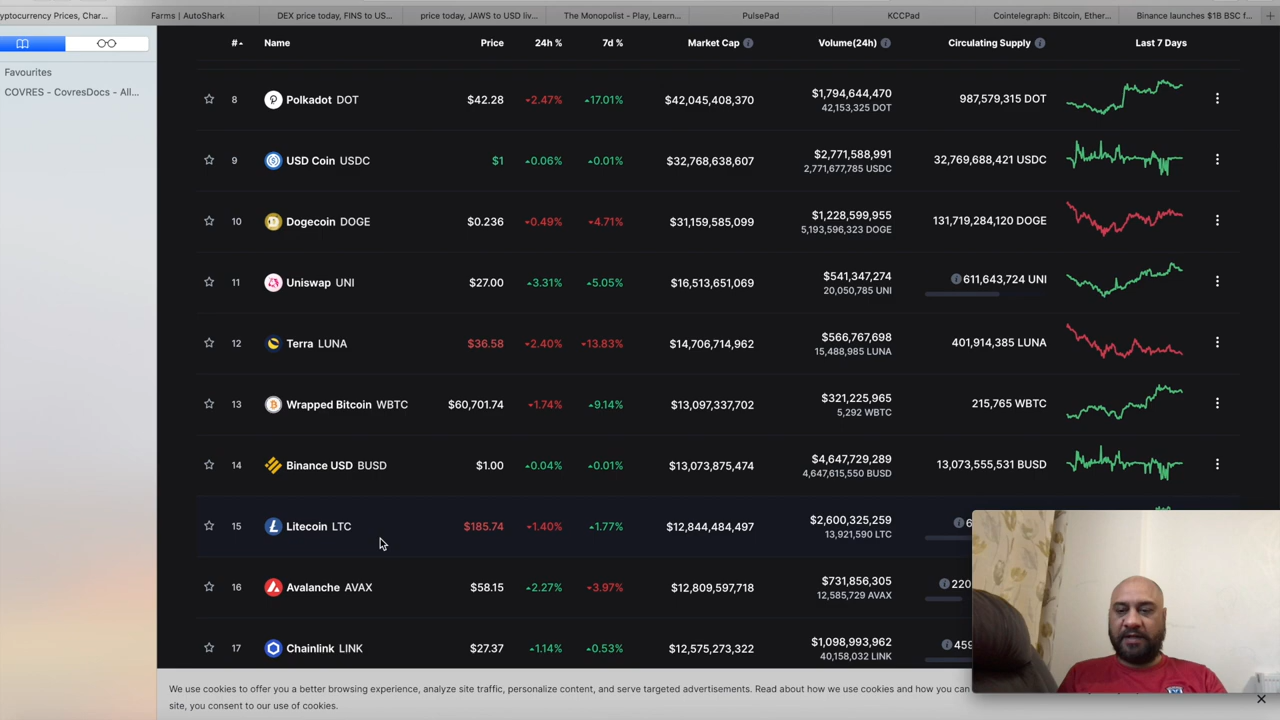 yptocurrency Prices, Char...
Farms | AutoShark
DEX price today, FINS to US...
price today, JAWS to USD liv...
The Monopolist - Play, Learn...
PulsePad
KCCPad
Cointelegraph: Bitcoin, Ether...
Binance launches $1B BSC f...
Favourites
COVRES - CovresDocs - All...
# Name Price 24h % 7d % Market Cap Volume(24h) Circulating Supply Last 7 Days
8 Polkadot DOT $42.28 2.47% 17.01% $42,045,408,370 $1,794,644,470 987,579,315 DOT
42,153,325 DOT
9 USD Coin USDC $1 0.06% 0.01% $32,768,638,607 $2,771,588,991 32,769,688,421 USDC
2,771,677,785 USDC
10 Dogecoin DOGE $0.236 0.49% 4.71% $31,159,585,099 $1,228,599,955 131,719,284,120 DOGE
5,193,596,323 DOGE
11 Uniswap UNI $27.00 3.31% 5.05% $16,513,651,069 $541,347,274 611,643,724 UNI
20,050,785 UNI
12 Terra LUNA $36.58 2.40% 13.83% $14,706,714,962 $566,767,698 401,914,385 LUNA
15,488,985 LUNA
13 Wrapped Bitcoin WBTC $60,701.74 1.74% 9.14% $13,097,337,702 $321,225,965 215,765 WBTC
5,292 WBTC
14 Binance USD BUSD $1.00 0.04% 0.01% $13,073,875,474 $4,647,729,289 13,073,555,531 BUSD
4,647,615,550 BUSD
15 Litecoin LTC $185.74 1.40% 1.77% $12,844,484,497 $2,600,325,259 6
13,921,590 LTC
16 Avalanche AVAX $58.15 2.27% 3.97% $12,809,597,718 $731,856,305 220
12,585,729 AVAX
17 Chainlink LINK $27.37 1.14% 0.53% $12,575,273,322 $1,098,993,962 459
40,158,032 LINK
We use cookies to offer you a better browsing experience, analyze site traffic, personalize content, and serve targeted advertisements. Read about how we use cookies and how you can
site, you consent to our use of cookies.